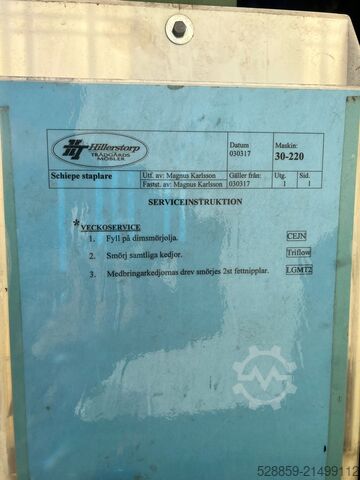 Hillerstorp
TRÄDGÅRDS
MÖBLER
Datum
030317
Maskin:
30-220
Schiepe staplare
Utf. av: Magnus Karlsson
Fastst. av: Magnus Karlsson
Gäller från:
030317
Utg.
1
Sid.
1
SERVICEINSTRUKTION
*VECKOSERVICE
1. Fyll på dimsmörjolja. CEJN
2. Smörj samtliga kedjor. Triflow
3. Medbringarkedjornas drev smörjes 2st fettnipplar. LGMT2
528859-21499112